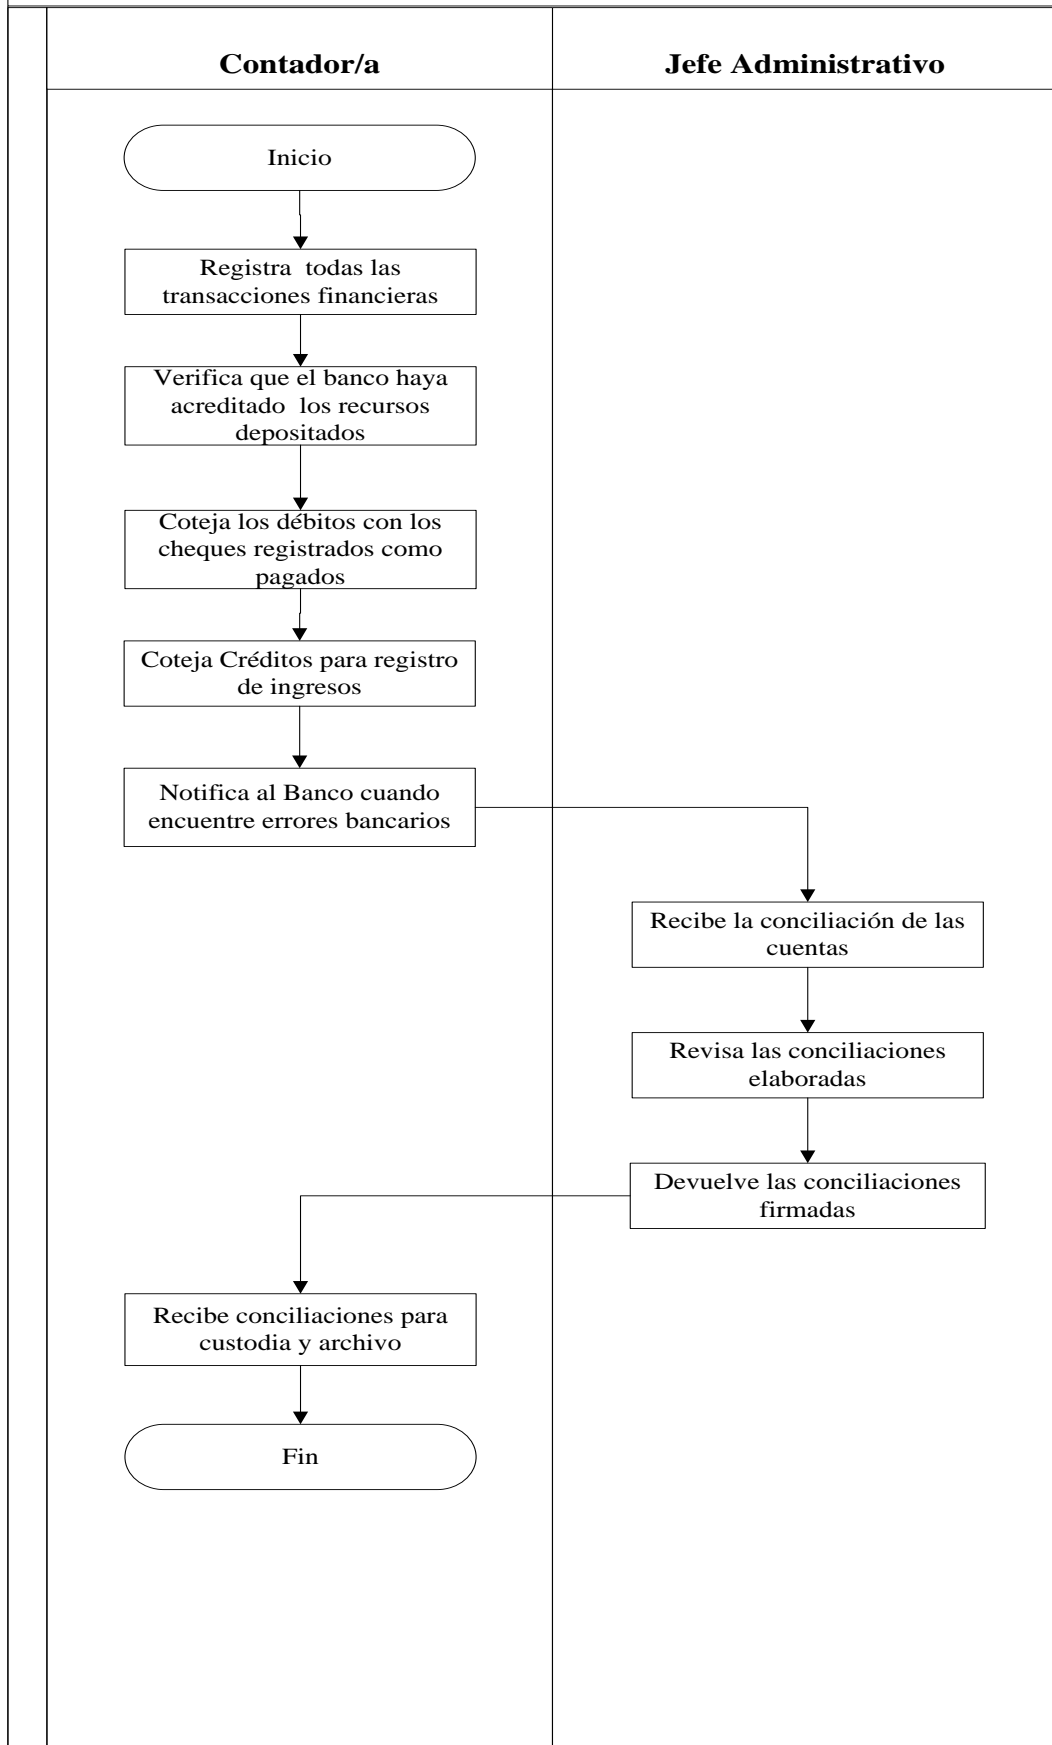 Contador/a
Jefe Administrativo
Inicio
Registra  todas las
transacciones financieras
Verifica que el banco haya
acreditado  los recursos
depositados
Coteja los débitos con los
cheques registrados como
pagados
Coteja Créditos para registro
de ingresos
Notifica al Banco cuando
encuentre errores bancarios
Recibe la conciliación de las
cuentas
Revisa las conciliaciones
elaboradas
Devuelve las conciliaciones
firmadas
Recibe conciliaciones para
custodia y archivo
Fin